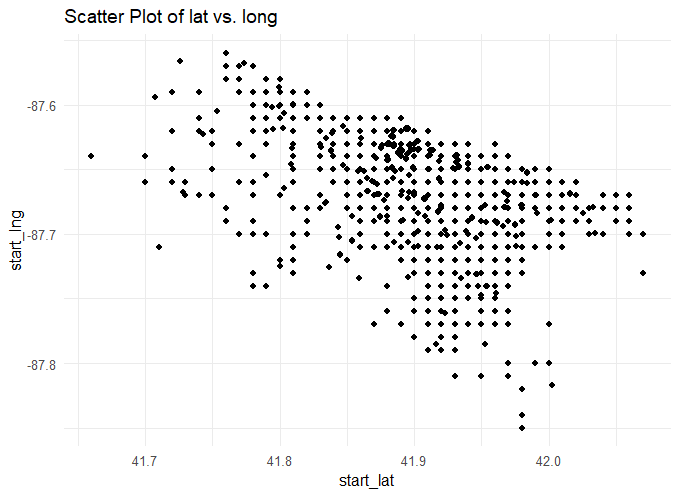 Scatter Plot of lat vs. long
-87.6
-87.7
-87.8
start_lng
41.7
41.8
41.9
42.0
start_lat